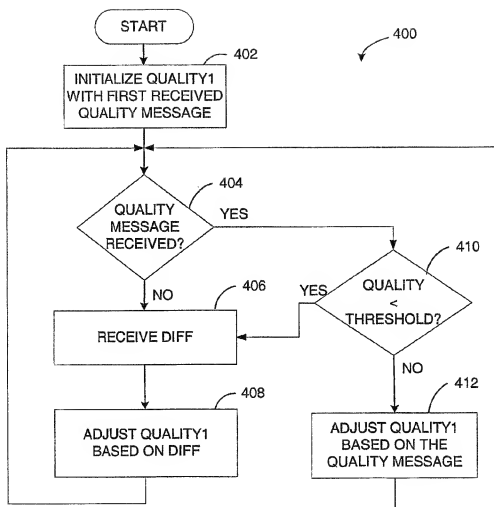 START
400
402
INITIALIZE QUALITY1
WITH FIRST RECEIVED
QUALITY MESSAGE
404
QUALITY
MESSAGE
RECEIVED?
YES
410
QUALITY
<
THRESHOLD?
YES
NO
406
RECEIVE DIFF
NO
408
412
ADJUST QUALITY1
BASED ON DIFF
ADJUST QUALITY1
BASED ON THE
QUALITY MESSAGE